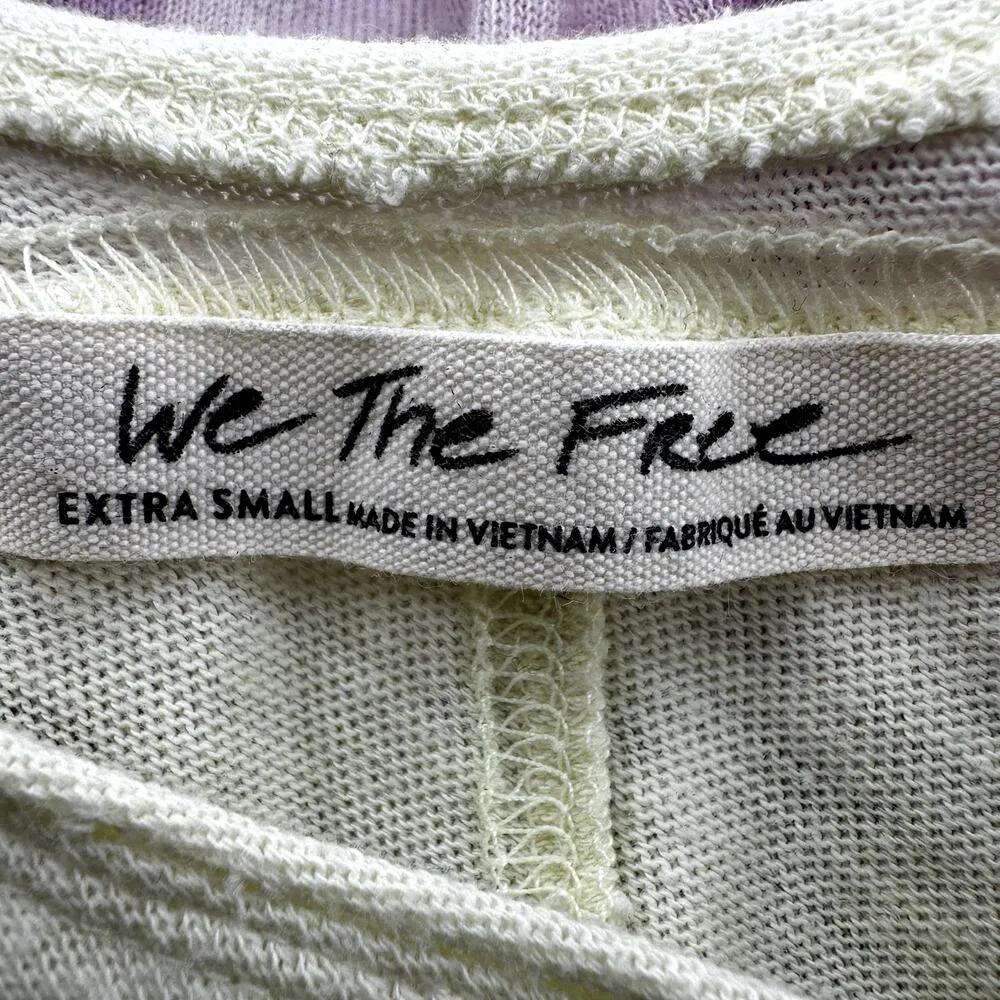 We The Free
EXTRA SMALL MADE IN VIETNAM / FABRIQUÉ AU VIETNAM